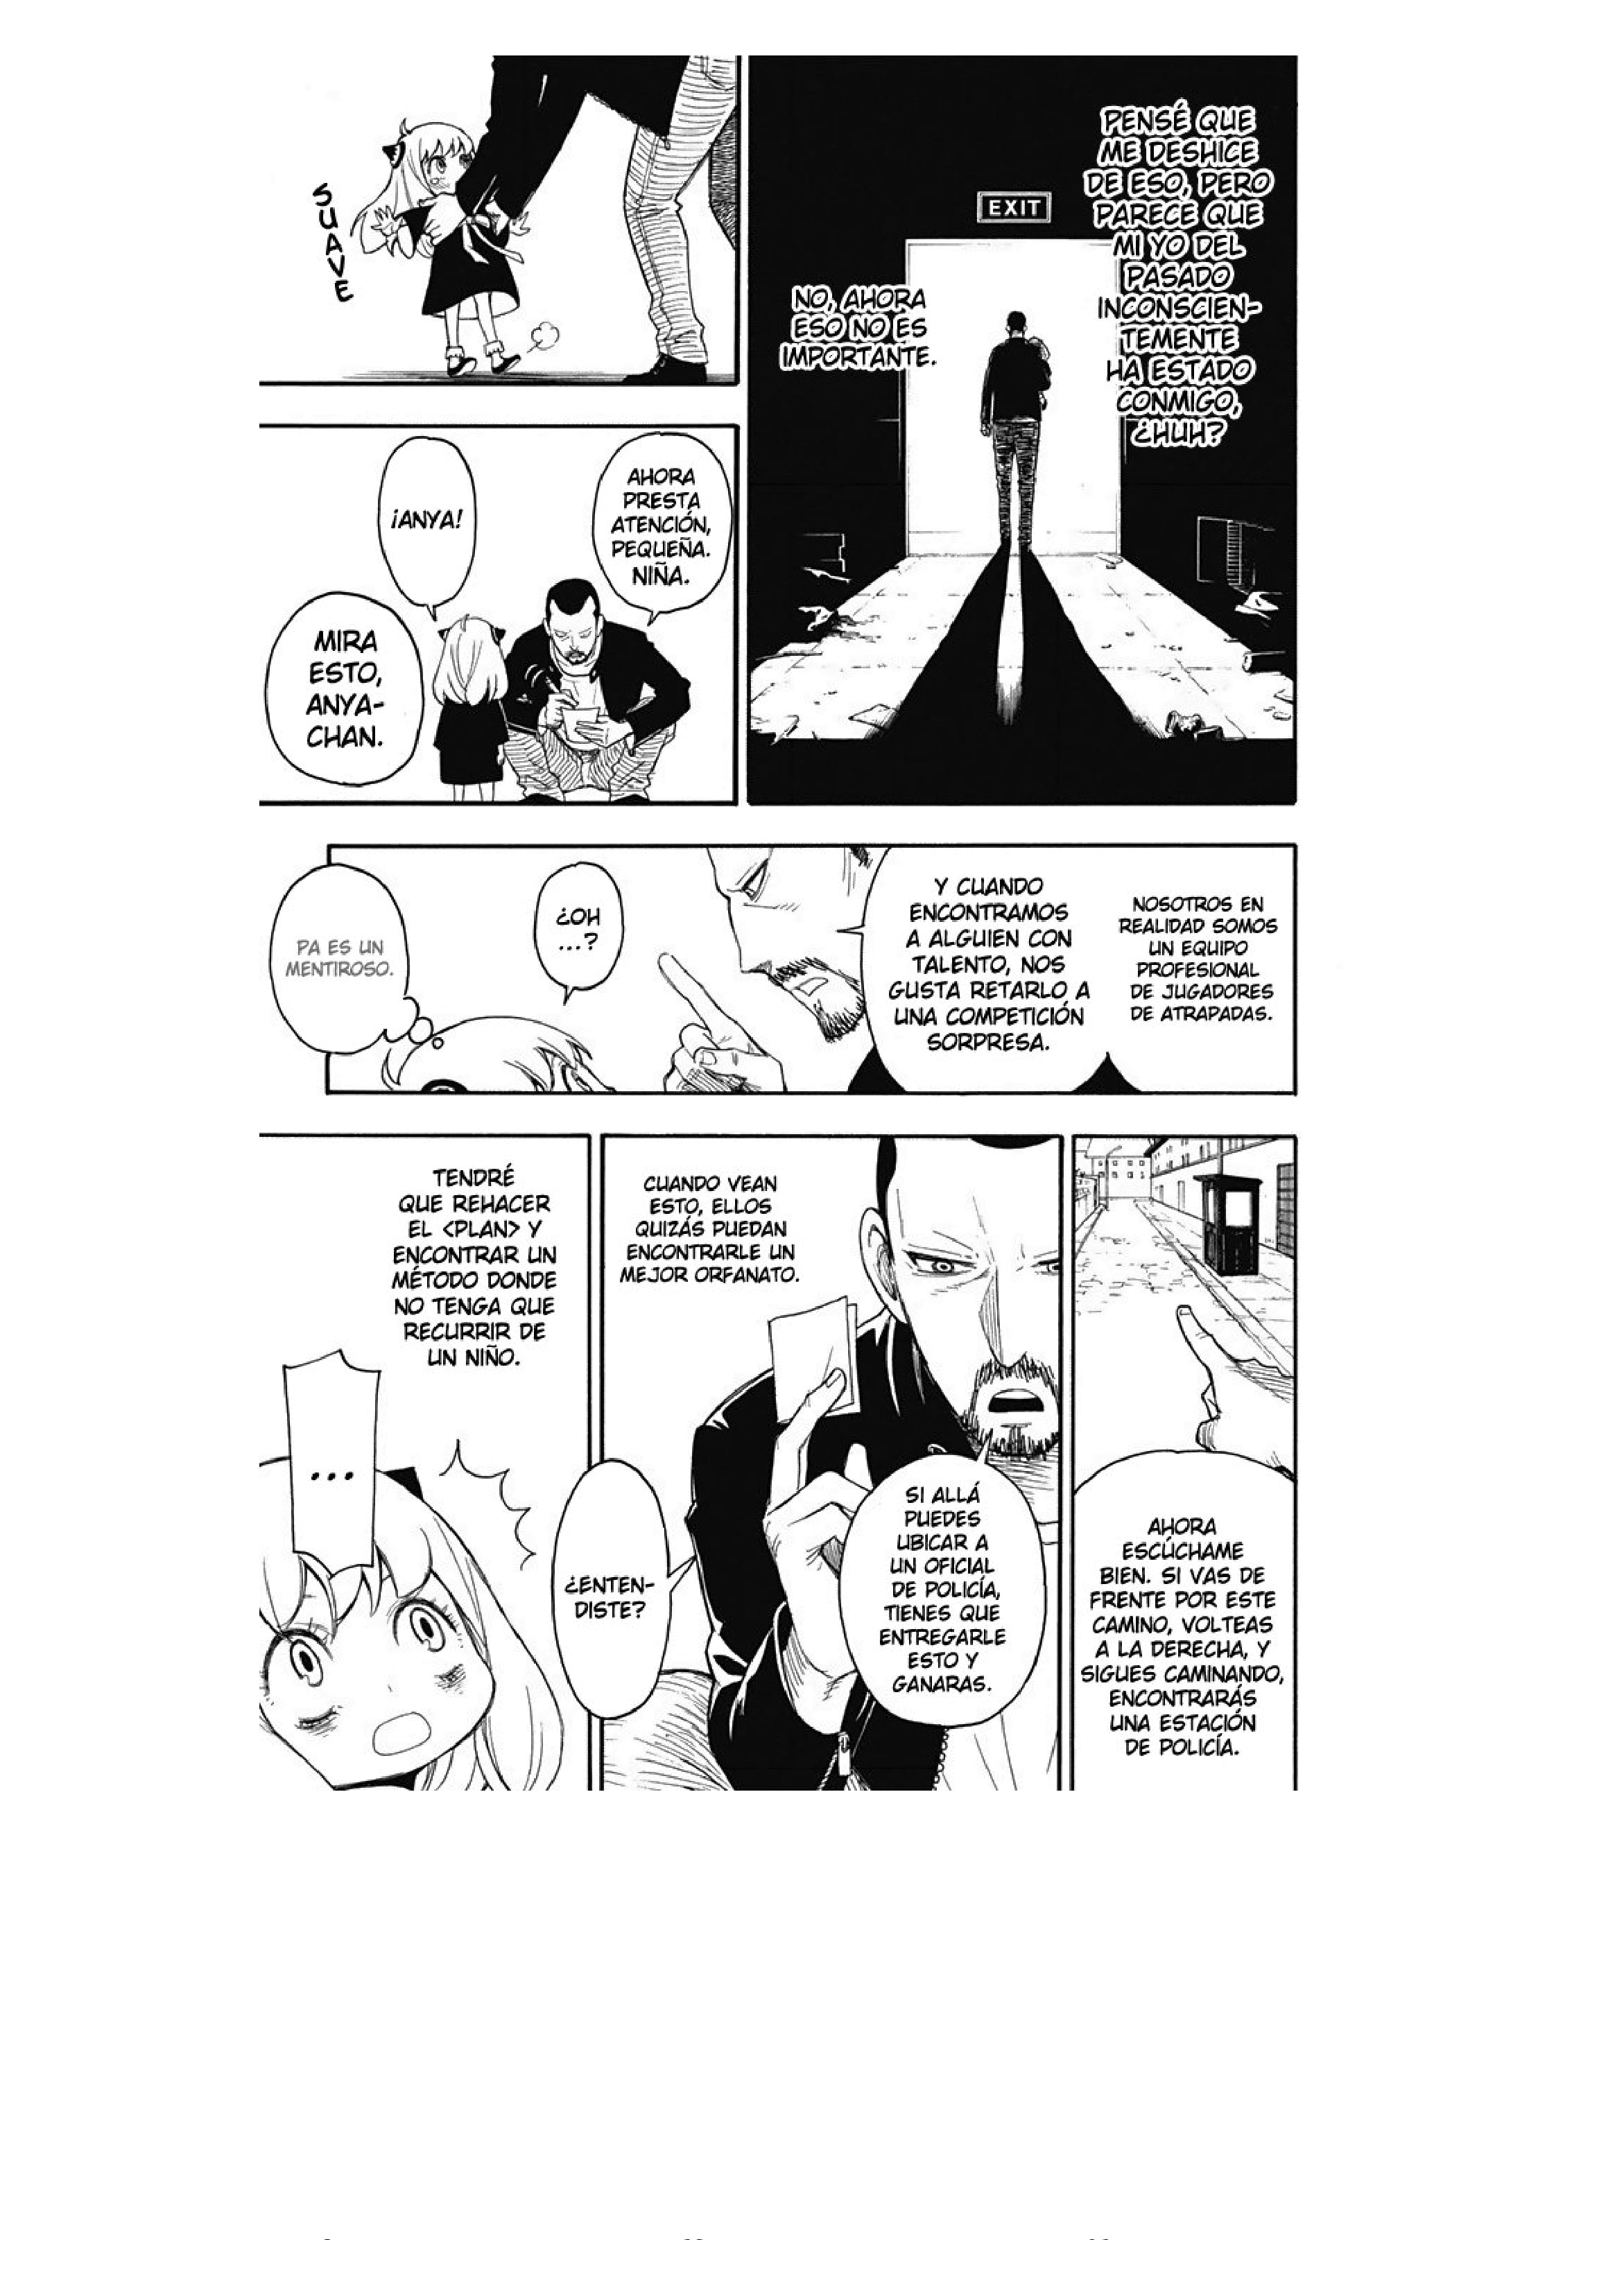 PENSÉ QUE
ME DESHICE
DE ESO, PERO
PARECE QUE
MI YO DEL
PASADO
INCONSCIEN-
TEMENTE
HA ESTADO
CONMIGO,
¿HUH?
EXIT
NO, AHORA
ESO NO ES
IMPORTANTE.
SUAVE
AHORA
PRESTA
ATENCIÓN,
PEQUEÑA.
NIÑA.
¡ANYA!
MIRA
ESTO,
ANYA-
CHAN.
NOSOTROS EN
REALIDAD SOMOS
UN EQUIPO
PROFESIONAL
DE JUGADORES
DE ATRAPADAS.
Y CUANDO
ENCONTRAMOS
A ALGUIEN CON
TALENTO, NOS
GUSTA RETARLO A
UNA COMPETICIÓN
SORPRESA.
¿OH
...?
PA ES UN
MENTIROSO.
AHORA
ESCÚCHAME
BIEN. SI VAS DE
FRENTE POR ESTE
CAMINO, VOLTEAS
A LA DERECHA, Y
SIGUES CAMINANDO,
ENCONTRARÁS
UNA ESTACIÓN
DE POLICÍA.
CUANDO VEAN
ESTO, ELLOS
QUIZÁS PUEDAN
ENCONTRARLE UN
MEJOR ORFANATO.
SI ALLÁ
PUEDES
UBICAR A
UN OFICIAL
DE POLICÍA,
TIENES QUE
ENTREGARLE
ESTO Y
GANARAS.
¿ENTEN-
DISTE?
TENDRÉ
QUE REHACER
EL <PLAN> Y
ENCONTRAR UN
MÉTODO DONDE
NO TENGA QUE
RECURRIR DE
UN NIÑO.
...